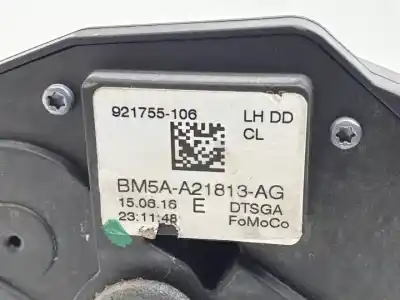 921755-106 LH DD
CL
BM5A-A21813-AG
15.06.16 E DTSGA
23:11:48 FoMoCo